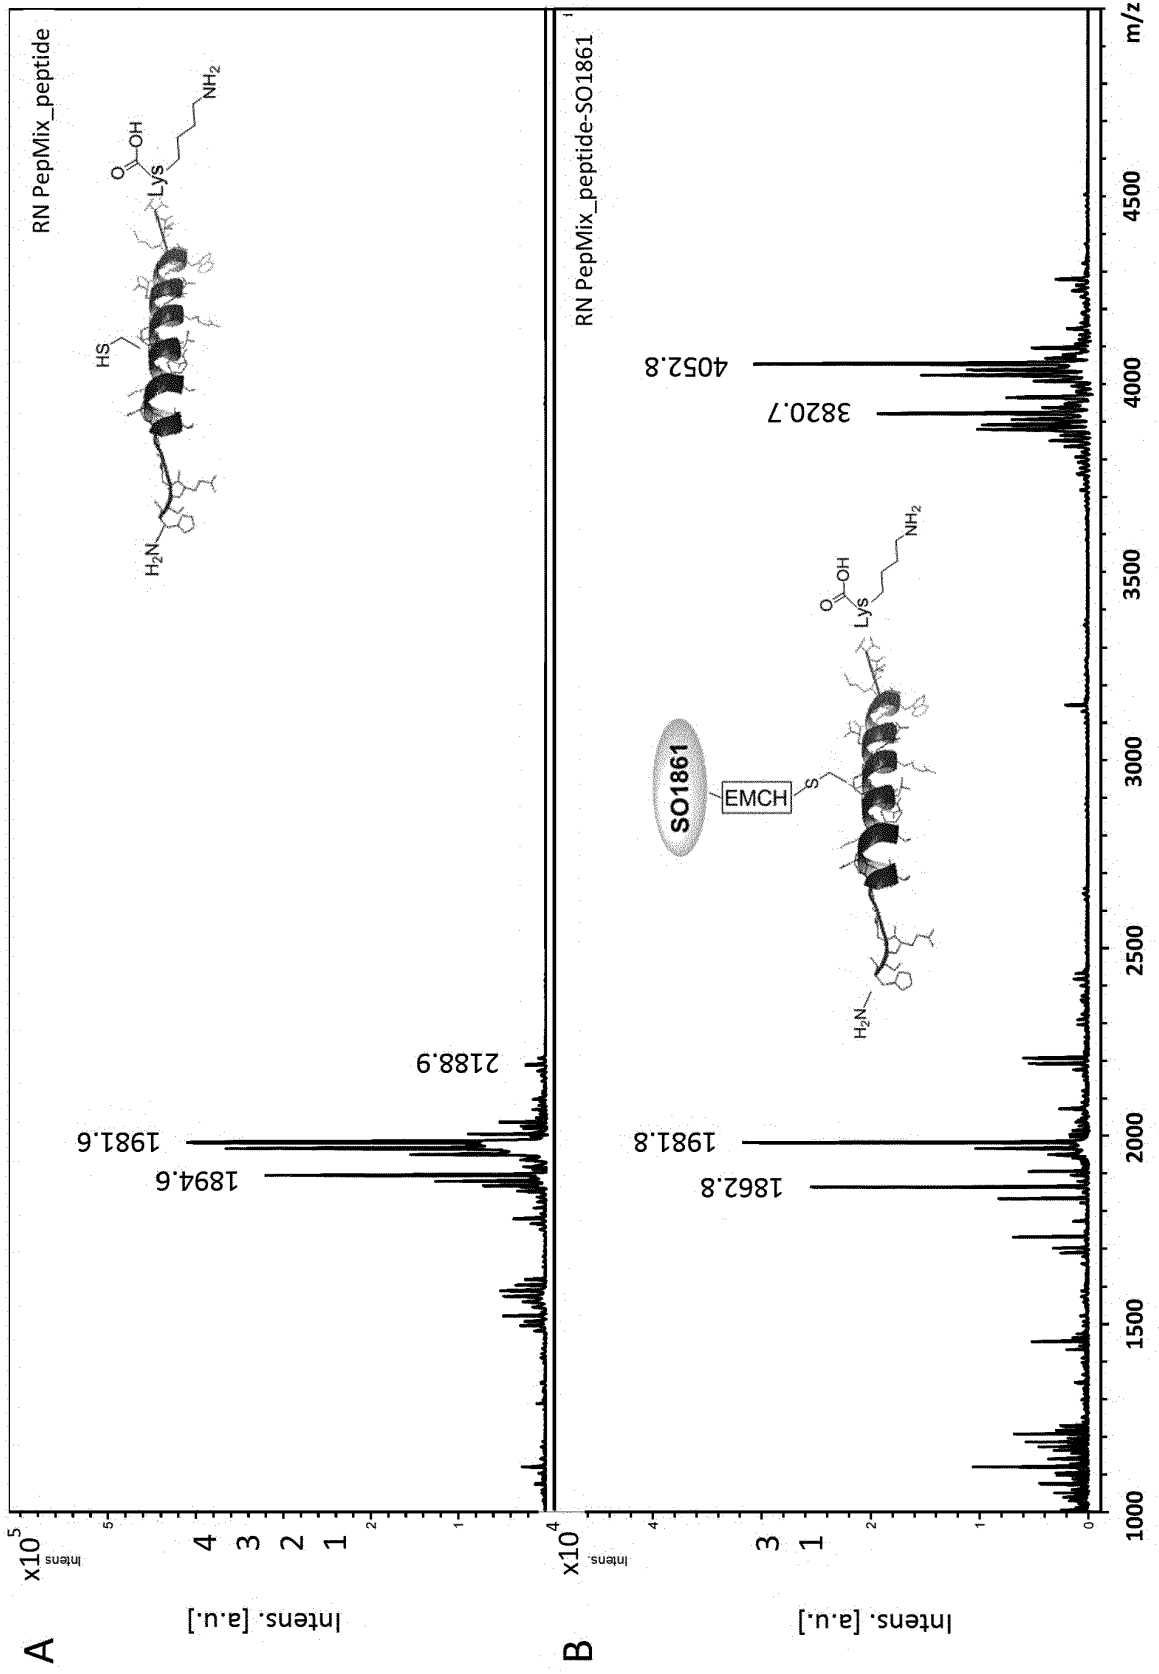 A
x10
5
Intens
Intens. [a.u.]
5
4
3
2
1
2
1
RN PepMix_peptide
1894.6
1981.6
2188.9
H₂N
HS
O
OH
Lys
NH₂
B
x10
4
Intens.
Intens. [a.u.]
4
3
1
2
1
0
RN PepMix_peptide-SO1861
1862.8
1981.8
3820.7
4052.8
SO1861
EMCH
S
H₂N
O
OH
Lys
NH₂
1000 1500 2000 2500 3000 3500 4000 4500 m/z